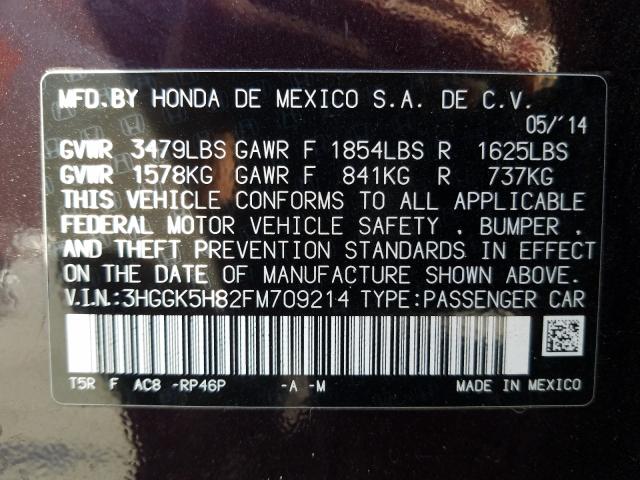 MFD.BY HONDA DE MEXICO S.A. DE C.V.
05/'14
GVWR 3479LBS GAWR F 1854LBS R 1625LBS
GVWR 1578KG GAWR F 841KG R 737KG
THIS VEHICLE CONFORMS TO ALL APPLICABLE
FEDERAL MOTOR VEHICLE SAFETY . BUMPER .
AND THEFT PREVENTION STANDARDS IN EFFECT
ON THE DATE OF MANUFACTURE SHOWN ABOVE.
V.I.N.:3HGGK5H82FM709214 TYPE:PASSENGER CAR
T5R F AC8 -RP46P -A -M MADE IN MEXICO